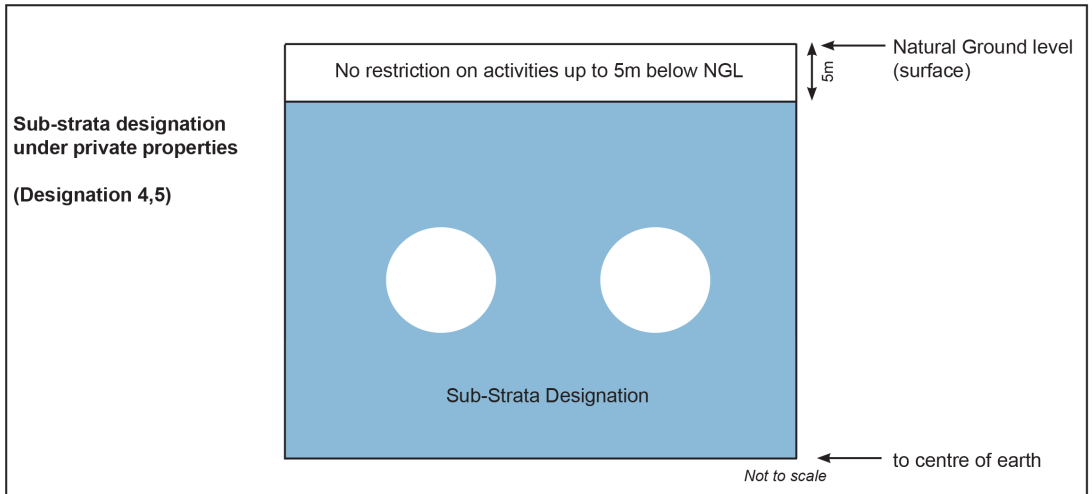 Sub-strata designation
under private properties
(Designation 4,5)
No restriction on activities up to 5m below NGL
5m
Natural Ground level
(surface)
Sub-Strata Designation
to centre of earth
Not to scale